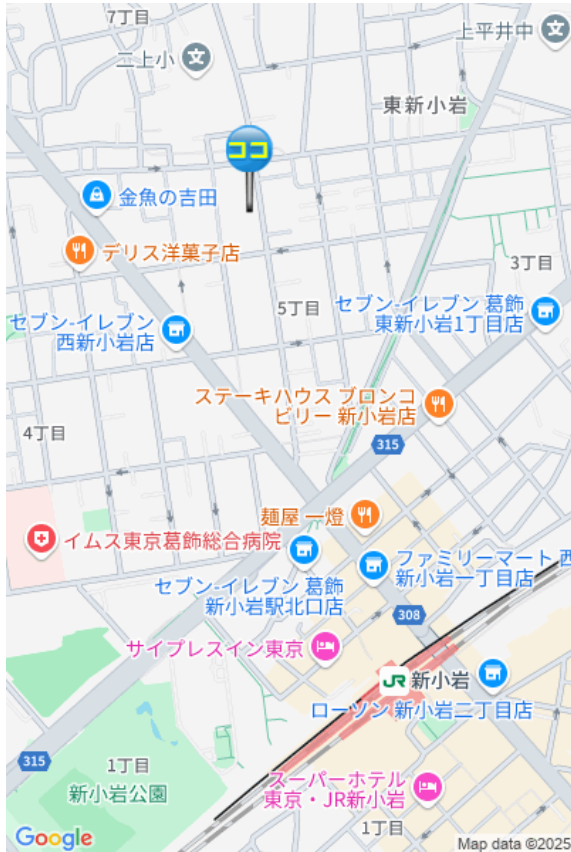 7丁目
上平井中
二上小
東新小岩
ココ
金魚の吉田
デリス洋菓子店
3丁目
5丁目
セブン-イレブン
西新小岩店
セブン-イレブン 葛飾
東新小岩1丁目店
ステーキハウス ブロンコ
ビリー 新小岩店
4丁目
315
麺屋 一燈
イムス東京葛飾総合病院
セブン-イレブン 葛飾
新小岩駅北口店
ファミリーマート 西
新小岩一丁目店
308
サイプレスイン東京
JR 新小岩
ローソン 新小岩二丁目店
315
1丁目
新小岩公園
スーパーホテル
東京・JR新小岩
1丁目
Google
Map data ©2025